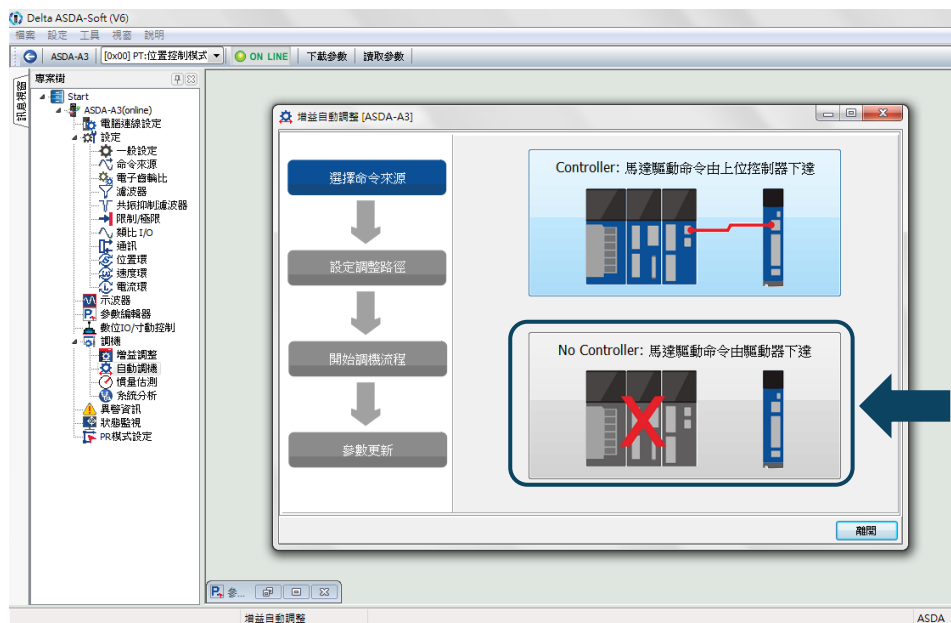 Delta ASDA-Soft (V6)
檔案 設定 工具 視窗 說明
ASDA-A3 [0x00] PT:位置控制模式 ON LINE 下載參數 讀取參數
訊息視窗
專案樹
Start
ASDA-A3(online)
電腦連線設定
設定
一般設定
命令來源
電子齒輪比
濾波器
共振抑制濾波器
限制/極限
類比 I/O
通訊
位置環
速度環
電流環
示波器
參數編輯器
數位IO/寸動控制
調機
增益調整
自動調機
慣量估測
系統分析
異警資訊
狀態監視
PR模式設定
增益自動調整 [ASDA-A3]
選擇命令來源
設定調整路徑
開始調機流程
參數更新
Controller: 馬達驅動命令由上位控制器下達
No Controller: 馬達驅動命令由驅動器下達
離開
參...
增益自動調整
ASDA